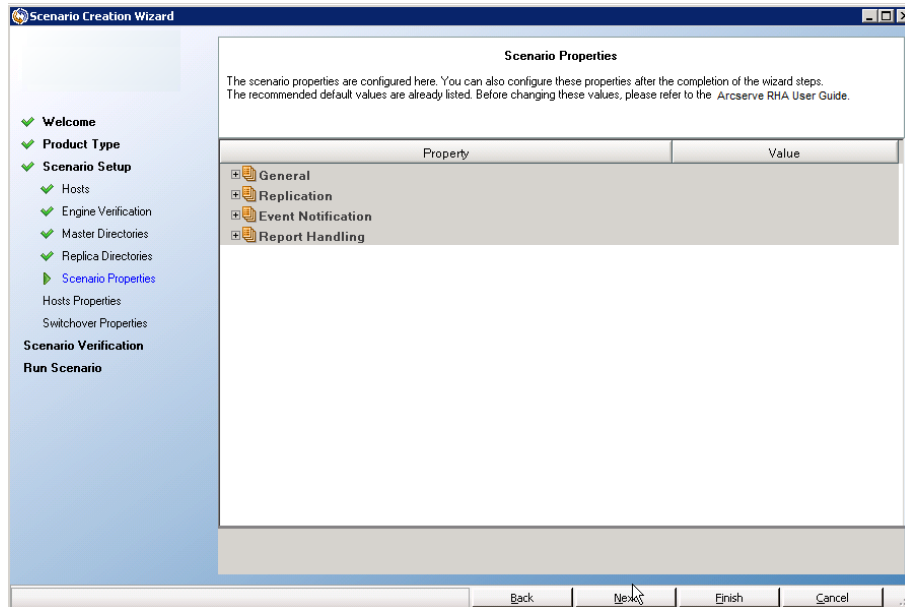 Scenario Creation Wizard
Welcome
Product Type
Scenario Setup
Hosts
Engine Verification
Master Directories
Replica Directories
Scenario Properties
Hosts Properties
Switchover Properties
Scenario Verification
Run Scenario
Scenario Properties
The scenario properties are configured here. You can also configure these properties after the completion of the wizard steps.
The recommended default values are already listed. Before changing these values, please refer to the Arcserve RHA User Guide.
Property Value
General
Replication
Event Notification
Report Handling
Back Next Finish Cancel